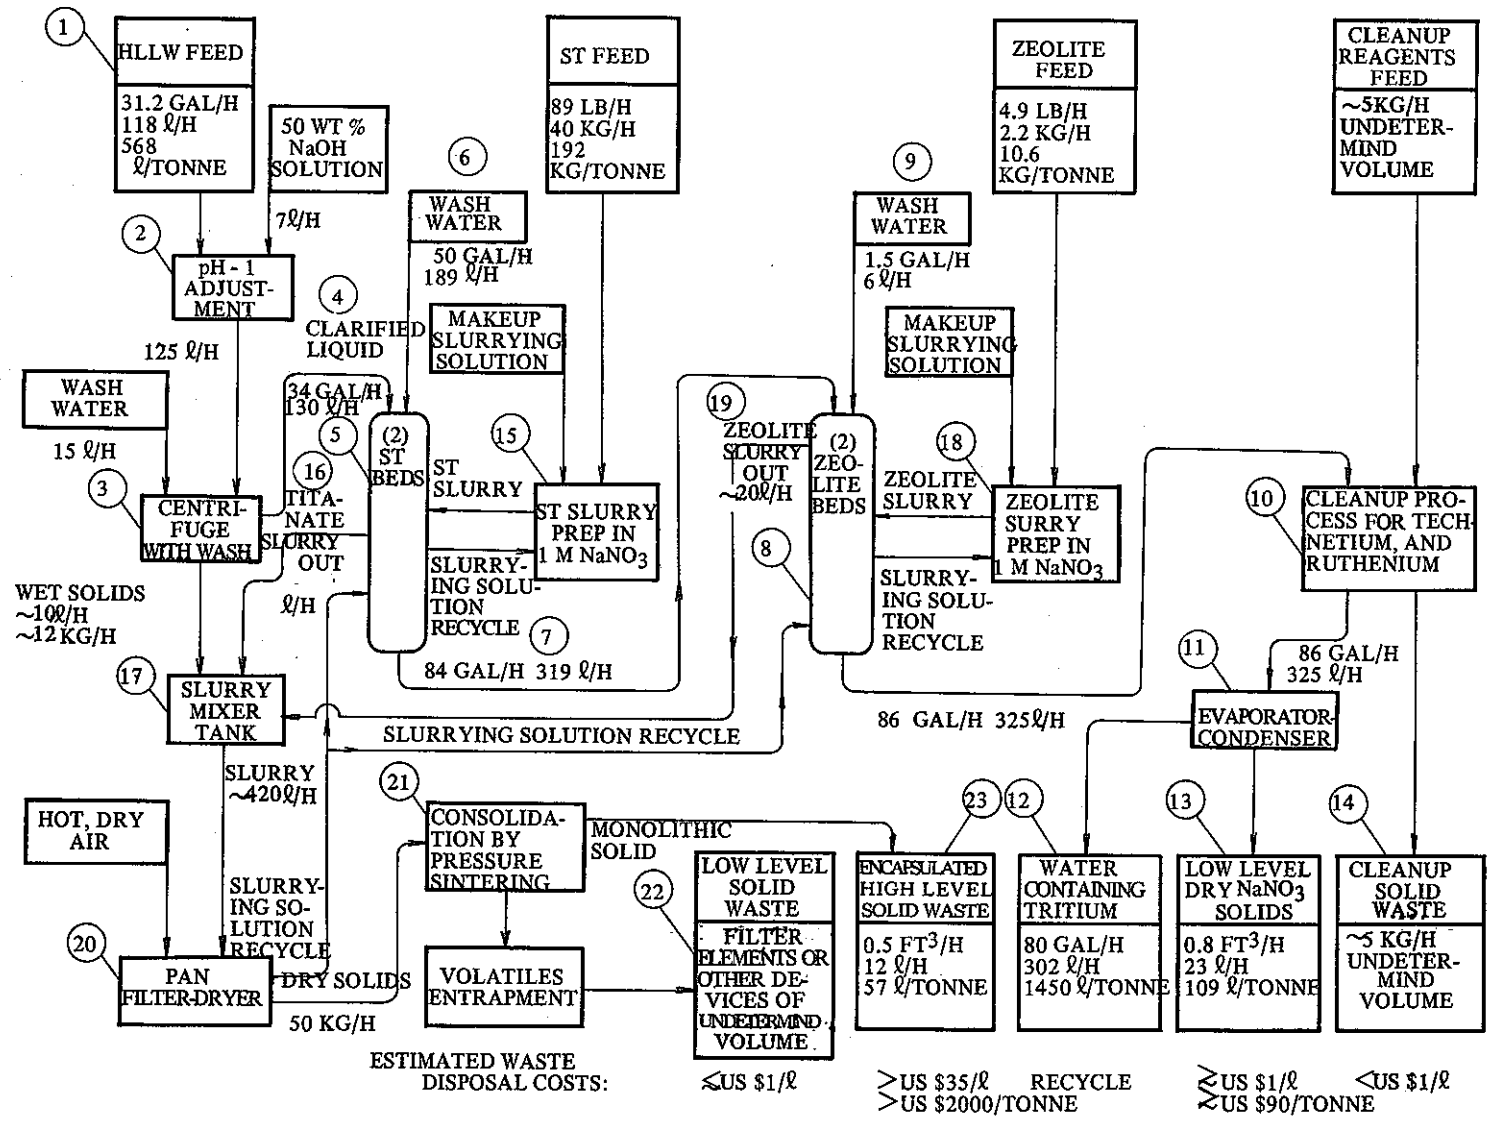 1
HLLW FEED
31.2 GAL/H
118 ℓ/H
568
ℓ/TONNE
50 WT %
NaOH
SOLUTION
7ℓ/H
2
pH - 1
ADJUST-
MENT
125 ℓ/H
WASH
WATER
15 ℓ/H
3
CENTRI-
FUGE
WITH WASH
WET SOLIDS
~10ℓ/H
~12 KG/H
4
CLARIFIED
LIQUID
34 GAL/H
130 ℓ/H
5
(2)
ST
BEDS
6
WASH
WATER
50 GAL/H
189 ℓ/H
ST FEED
89 LB/H
40 KG/H
192
KG/TONNE
MAKEUP
SLURRYING
SOLUTION
15
ST SLURRY
PREP IN
1 M NaNO3
ST
SLURRY
SLURRY-
ING SOLU-
TION
RECYCLE
16
TITA-
NATE
SLURRY
OUT
ℓ/H
7
84 GAL/H 319 ℓ/H
17
SLURRY
MIXER
TANK
SLURRYING SOLUTION RECYCLE
SLURRY
~420ℓ/H
9
WASH
WATER
1.5 GAL/H
6ℓ/H
ZEOLITE
FEED
4.9 LB/H
2.2 KG/H
10.6
KG/TONNE
MAKEUP
SLURRYING
SOLUTION
19
ZEOLITE
SLURRY
OUT
~20ℓ/H
8
(2)
ZEO-
LITE
BEDS
18
ZEOLITE
SURRY
PREP IN
1 M NaNO3
ZEOLITE
SLURRY
SLURRY-
ING SOLU-
TION
RECYCLE
86 GAL/H 325ℓ/H
CLEANUP
REAGENTS
FEED
~5KG/H
UNDETER-
MIND
VOLUME
10
CLEANUP PRO-
CESS FOR TECH-
NETIUM, AND
RUTHENIUM
86 GAL/H
325 ℓ/H
11
EVAPORATOR-
CONDENSER
HOT, DRY
AIR
SLURRY-
ING SO-
LUTION
RECYCLE
20
PAN
FILTER-DRYER
DRY SOLIDS
50 KG/H
21
CONSOLIDA-
TION BY
PRESSURE
SINTERING
MONOLITHIC
SOLID
VOLATILES
ENTRAPMENT
22
LOW LEVEL
SOLID
WASTE
FILTER
ELEMENTS OR
OTHER DE-
VICES OF
UNDETERMIND
VOLUME
23
ENCAPSULATED
HIGH LEVEL
SOLID WASTE
0.5 FT3/H
12 ℓ/H
57 ℓ/TONNE
12
WATER
CONTAINING
TRITIUM
80 GAL/H
302 ℓ/H
1450 ℓ/TONNE
13
LOW LEVEL
DRY NaNO3
SOLIDS
0.8 FT3/H
23 ℓ/H
109 ℓ/TONNE
14
CLEANUP
SOLID
WASTE
~5 KG/H
UNDETER-
MIND
VOLUME
ESTIMATED WASTE
DISPOSAL COSTS:
≤US $1/ℓ
>US $35/ℓ
>US $2000/TONNE
RECYCLE
≳US $1/ℓ
≳US $90/TONNE
<US $1/ℓ